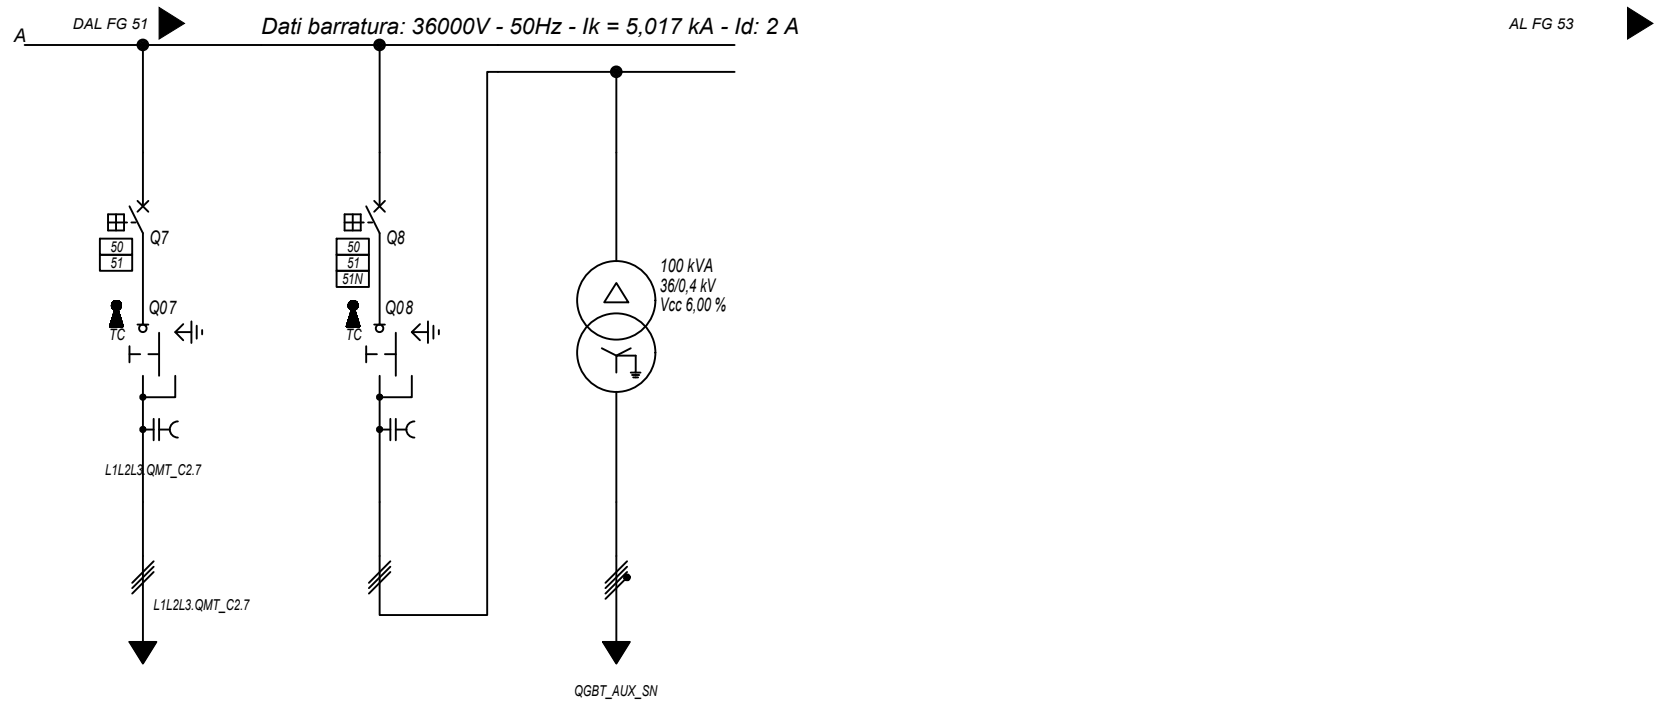 DAL FG 51
Dati barratura: 36000V - 50Hz - Ik = 5,017 kA - Id: 2 A
AL FG 53
A
Q7
50
51
Q07
TC
L1L2L3.QMT_C2.7
L1L2L3.QMT_C2.7
Q8
50
51
51N
Q08
TC
100 kVA
36/0,4 kV
Vcc 6,00 %
QGBT_AUX_SN